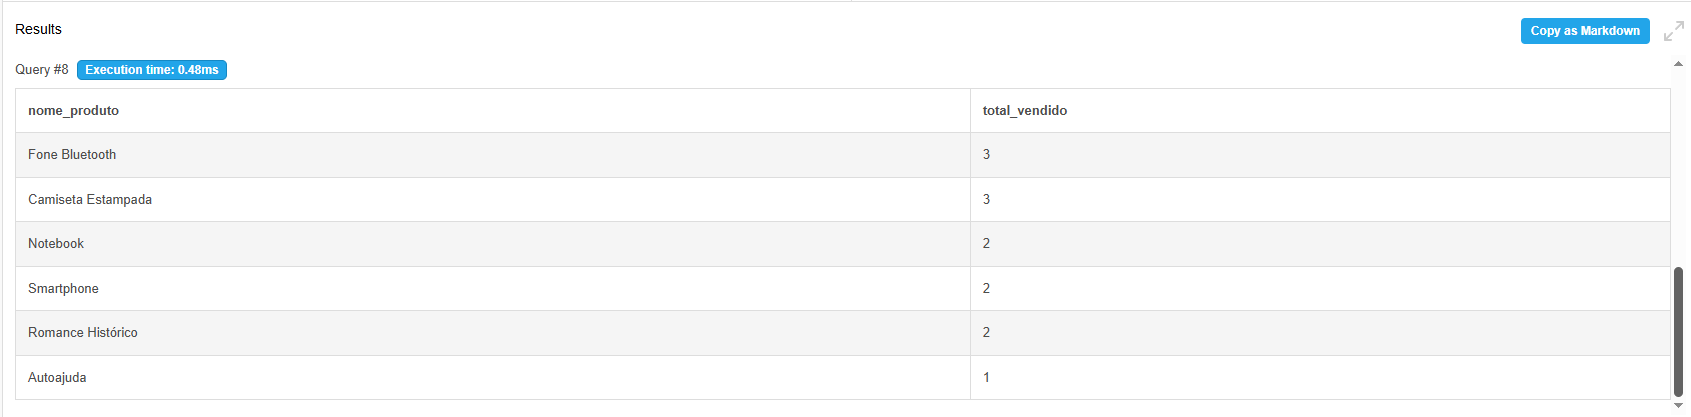 Results
Copy as Markdown
Query #8 Execution time: 0.48ms
nome_produto total_vendido
Fone Bluetooth 3
Camiseta Estampada 3
Notebook 2
Smartphone 2
Romance Histórico 2
Autoajuda 1